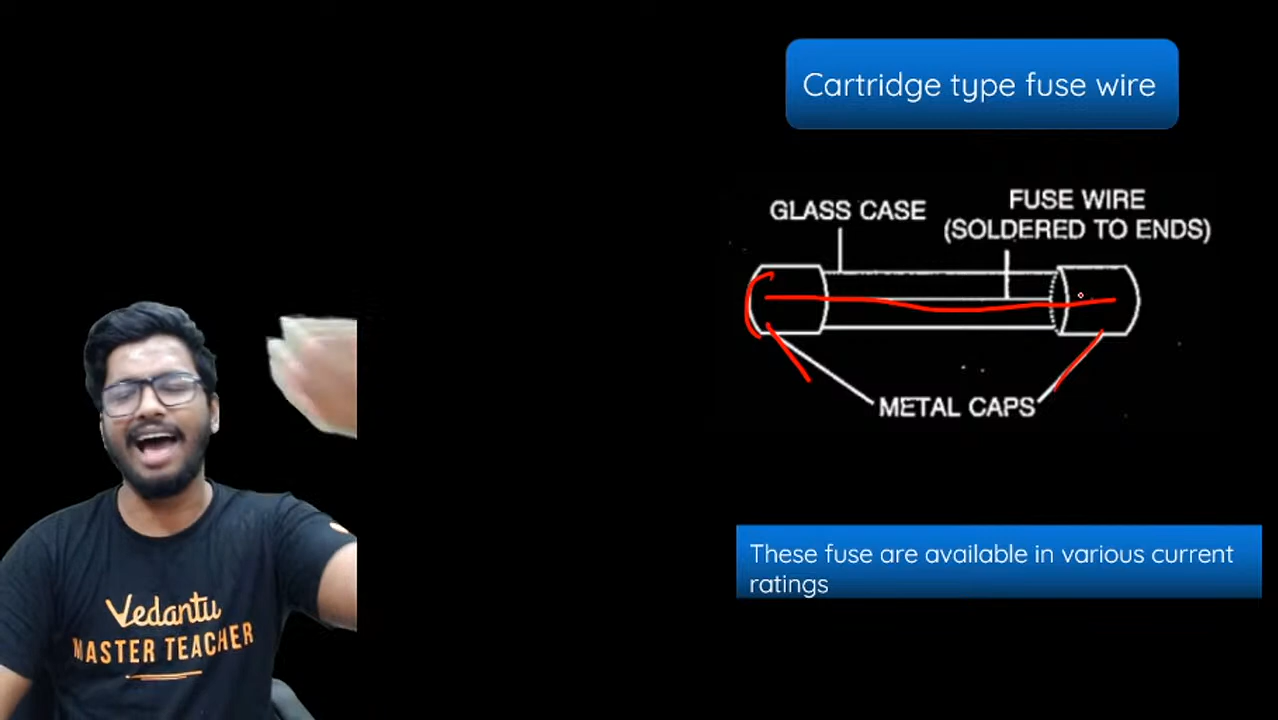 Cartridge type fuse wire
GLASS CASE
FUSE WIRE
(SOLDERED TO ENDS)
METAL CAPS
These fuse are available in various current
ratings
Vedantu
MASTER TEACHER